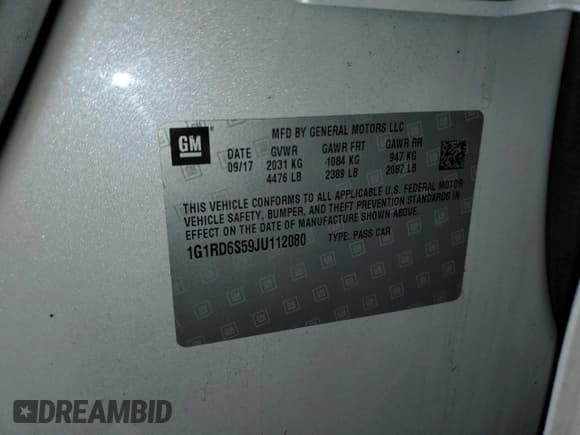 GM
MFD BY GENERAL MOTORS LLC
DATE GVWR GAWR FRT GAWR RR
09/17 2031 KG 1084 KG 947 KG
4476 LB 2389 LB 2087 LB
THIS VEHICLE CONFORMS TO ALL APPLICABLE U.S. FEDERAL MOTOR
VEHICLE SAFETY, BUMPER, AND THEFT PREVENTION STANDARDS IN
EFFECT ON THE DATE OF MANUFACTURE SHOWN ABOVE.
1G1RD6S59JU112080 TYPE: PASS CAR
DREAMBID